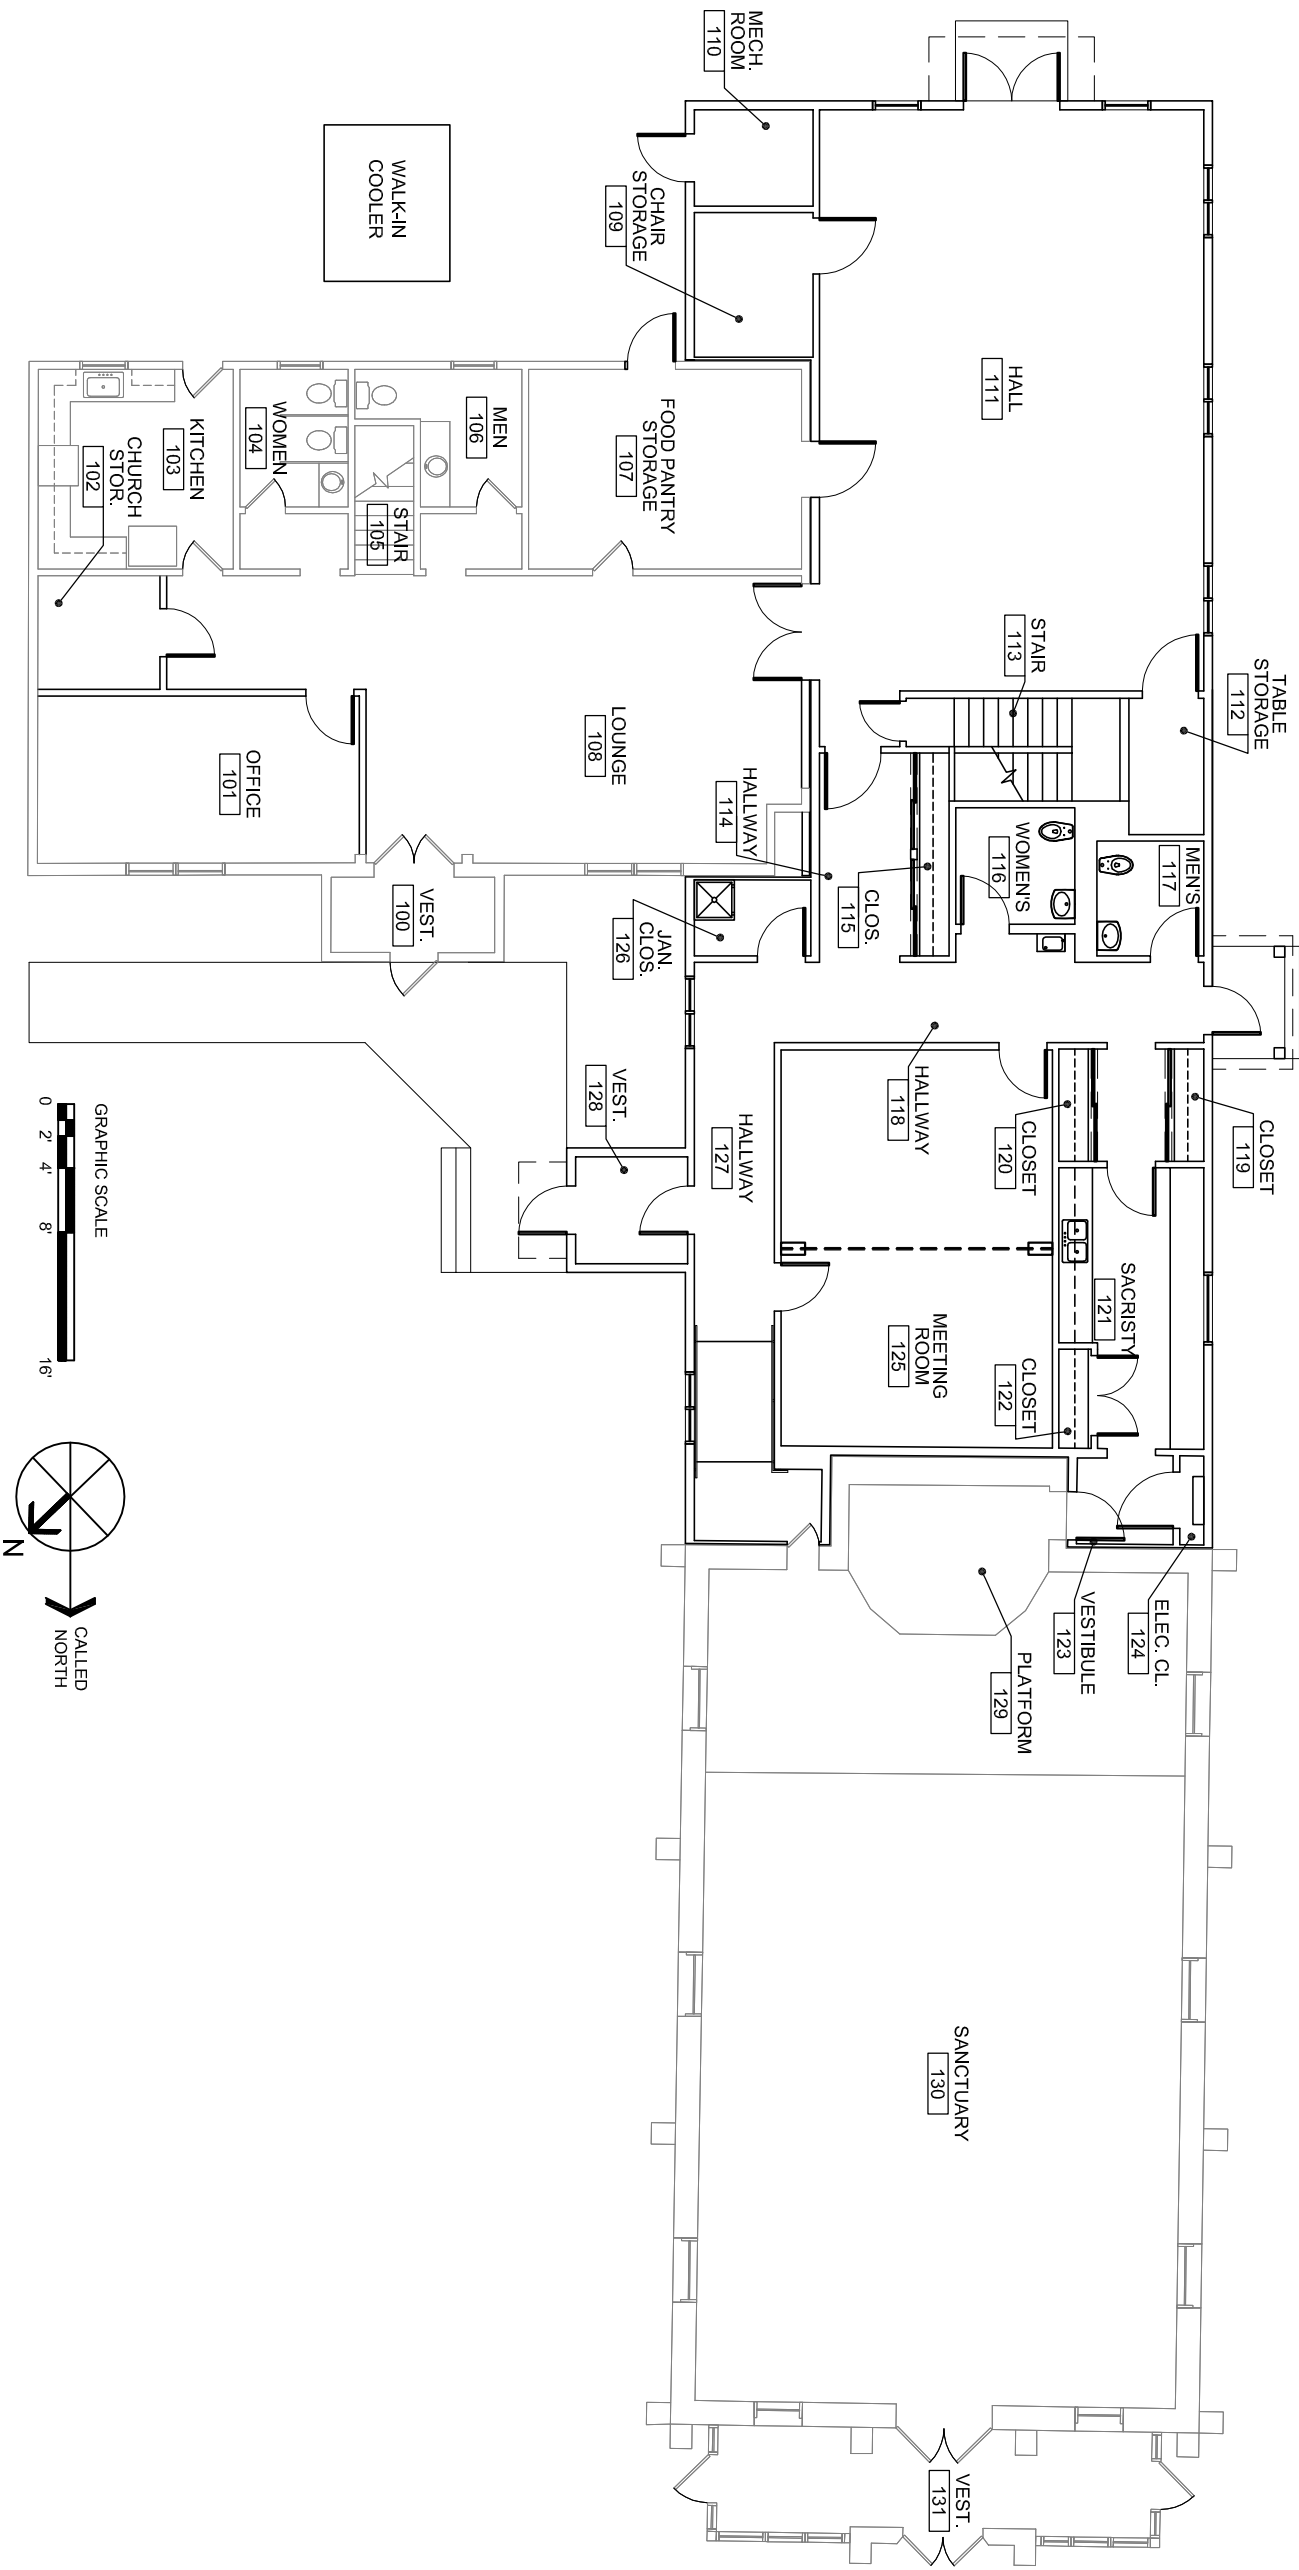 MECH.
ROOM
110
CHAIR
STORAGE
109
WALK-IN
COOLER
HALL
111
TABLE
STORAGE
112
STAIR
113
HALLWAY
114
CLOS.
115
WOMEN'S
116
MEN'S
117
FOOD PANTRY
STORAGE
107
MEN
106
STAIR
105
WOMEN
104
KITCHEN
103
CHURCH
STOR.
102
OFFICE
101
LOUNGE
108
VEST.
100
JAN.
CLOS.
126
VEST.
128
HALLWAY
127
HALLWAY
118
CLOSET
119
CLOSET
120
SACRISTY
121
CLOSET
122
MEETING
ROOM
125
VESTIBULE
123
ELEC. CL.
124
PLATFORM
129
SANCTUARY
130
VEST.
131
GRAPHIC SCALE
0 2' 4' 8' 16'
N
CALLED
NORTH